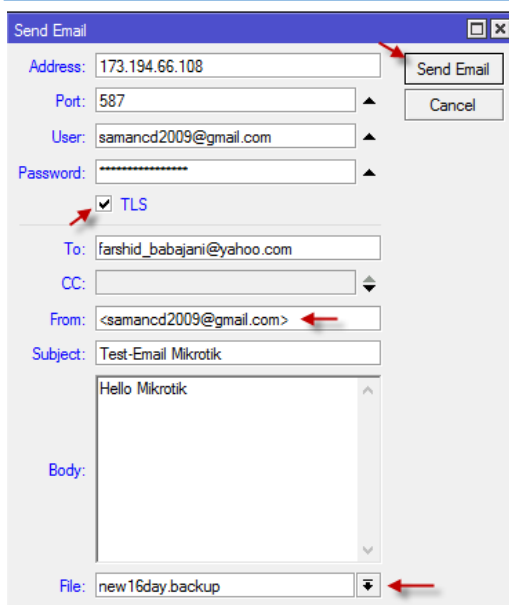 Send Email
Address: 173.194.66.108
Send Email
Port: 587
Cancel
User: samancd2009@gmail.com
Password: ****************
TLS
To: farshid_babajani@yahoo.com
CC:
From: <samancd2009@gmail.com>
Subject: Test-Email Mikrotik
Hello Mikrotik
Body:
File: new16day.backup